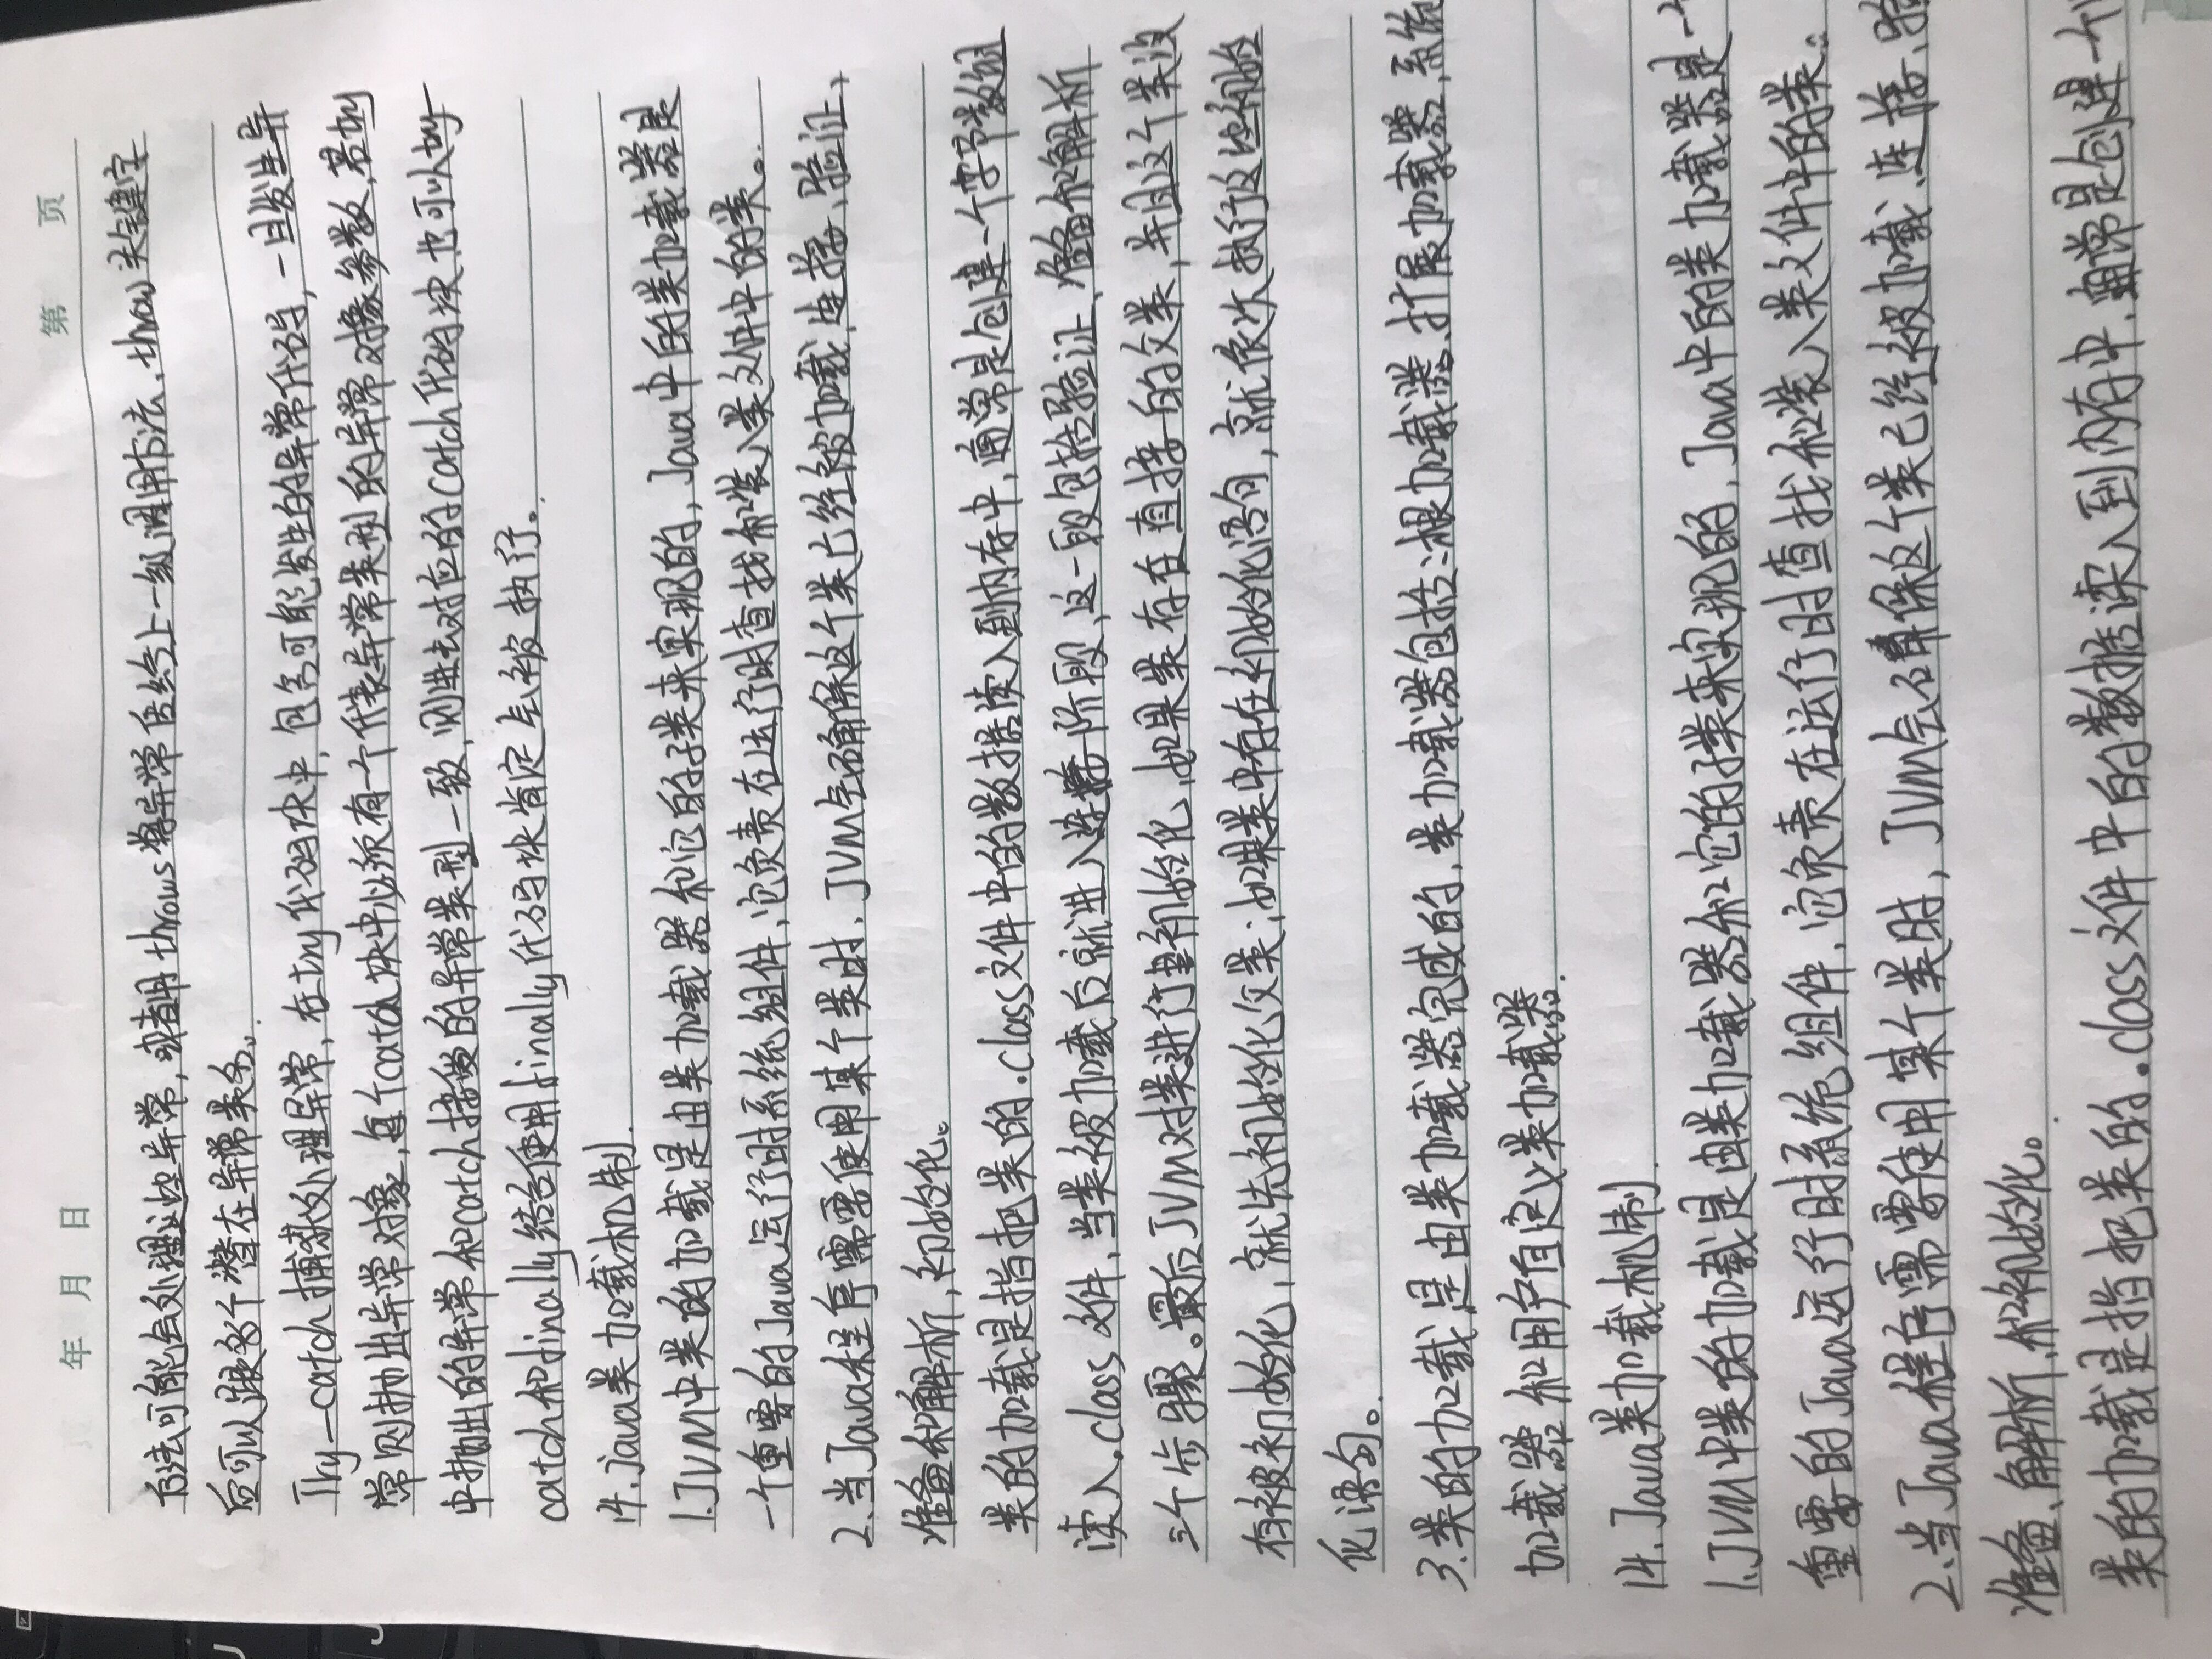 年 月 日 第 页
方法可能会处理这些异常,或者用throws将异常传给上一级调用方法,throw关键字
后可以跟多个潜在异常类名。
Try-catch捕获处理异常,在try代码块中,包含可能发生的异常代码,一旦发生异
常则抛出异常对象,每个catch块中必须有一个代表异常类型的异常对象参数,若try
中抛出的异常和catch接受的异常类型一致,则进去对应的catch代码块,也可以try-
catch和finally结合使用finally代码块肯定会被执行。
14.java类加载机制.
1.JVM中类的加载是由类加载器和它的子类来实现的,Java中的类加载器是
一个重要的Java运行时系统组件,它负责在运行时查找和装入类文件中的类。
2.当Java程序需要使用某个类时,JVM会确保这个类已经被加载、连接、验证、
准备和解析,初始化。
类的加载是指把类的.class文件中的数据读入到内存中,通常是创建一个字节数组
读入.class文件,当类被加载后就进入连接阶段,这一段包括验证、准备和解析
三个步骤。最后JVM对类进行初始化,如果类存在直接的父类,并且这个类没
有被初始化,就先初始化父类;如果类中存在初始化语句,就依次执行这些初始
化语句。
3.类的加载是由类加载器完成的,类加载器包括:根加载器、扩展加载器,系统
加载器和用户自定义类加载器.
14.Java类加载机制.
1.JVM中类的加载是由类加载器和它的子类来实现的,Java中的类加载器是一个
重要的Java运行时系统组件,它负责在运行时查找和装入类文件中的类。
2.当Java程序需要使用某个类时,JVM会确保这个类已经被加载、连接、验
准备、解析、和初始化。
类的加载是指把类的.class文件中的数据读入到内存中,通常是创建一个